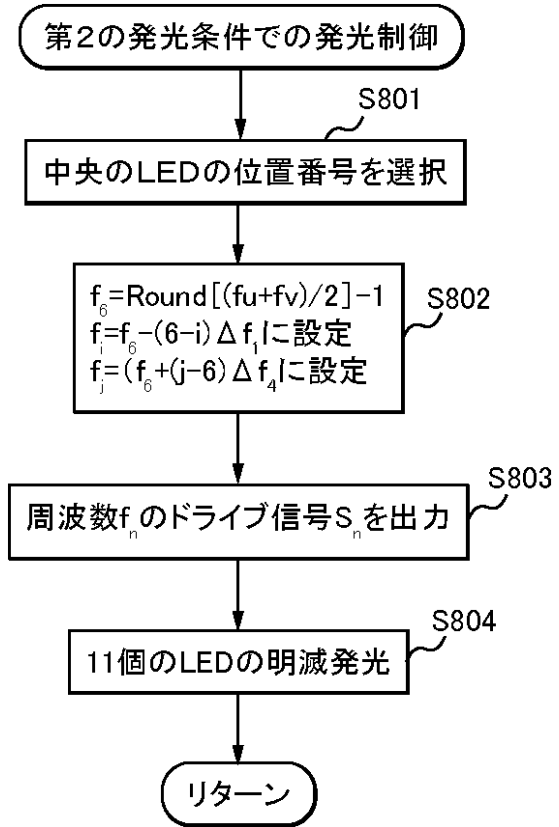 第2の発光条件での発光制御
S801
中央のLEDの位置番号を選択
S802
f₆=Round[(fu+fv)/2]-1
fᵢ=f₆-(6-i)Δf₁に設定
fⱼ=(f₆+(j-6)Δf₄に設定
S803
周波数fₙのドライブ信号Sₙを出力
S804
11個のLEDの明滅発光
リターン